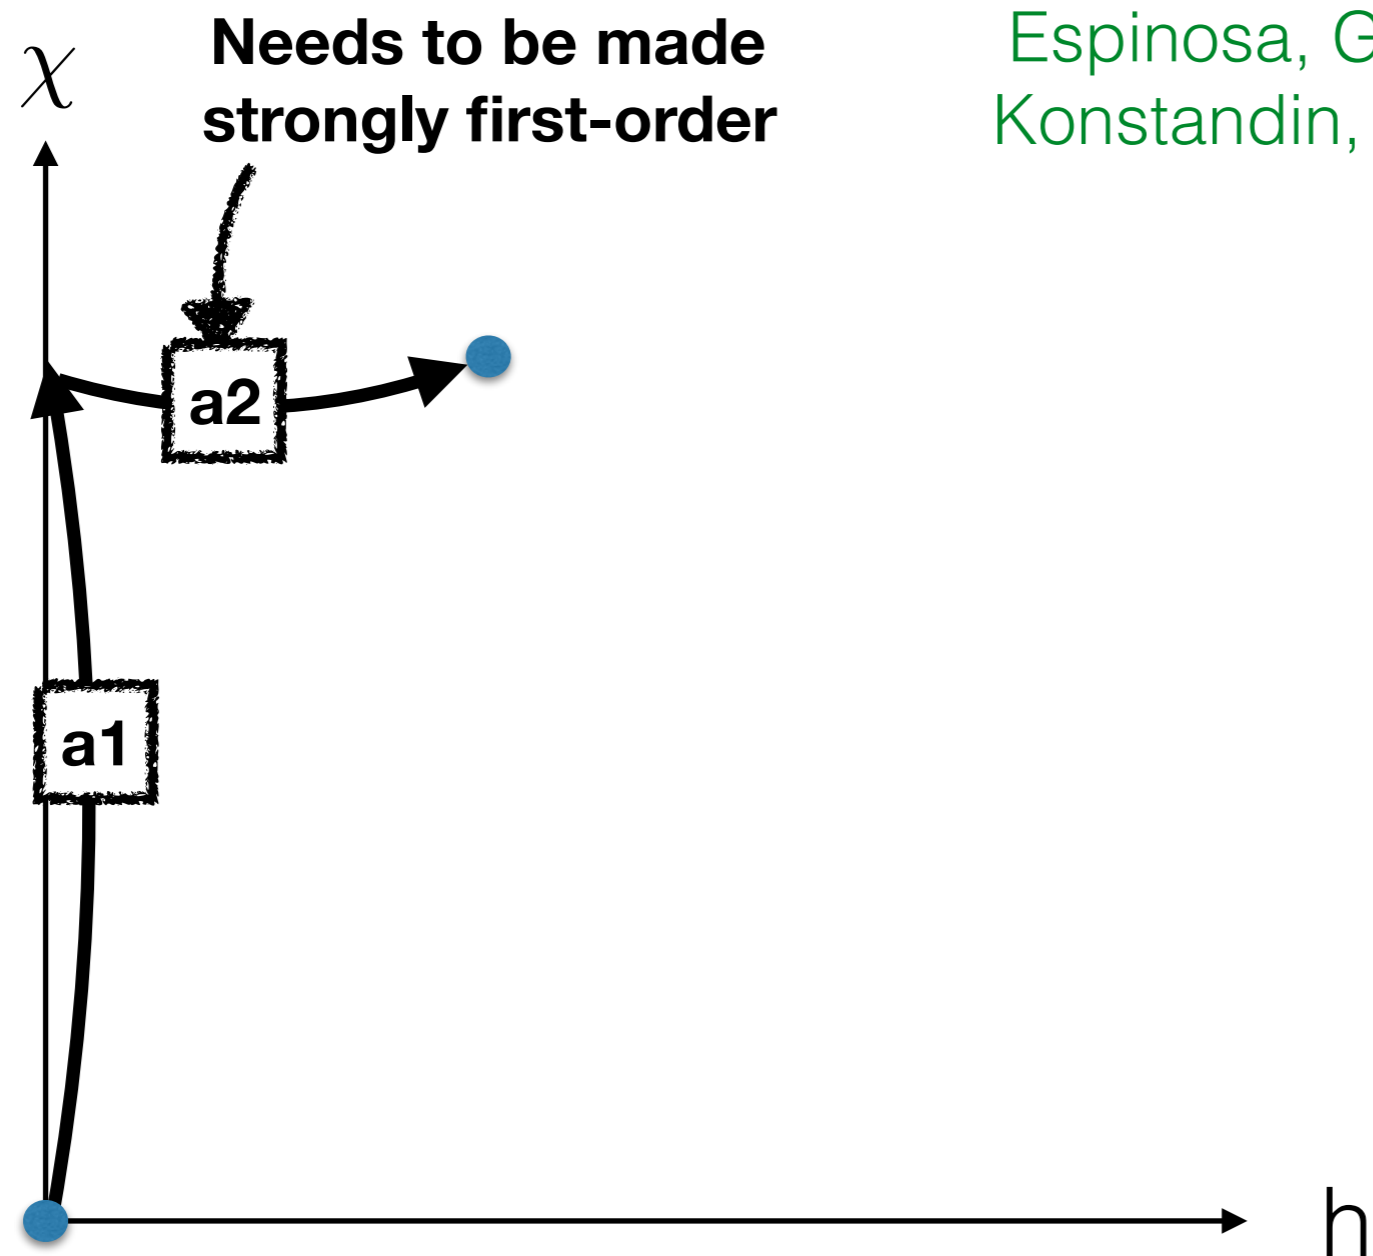 χ
Needs to be made
strongly first-order
Espinosa,
Konstandin,
a2
a1
h